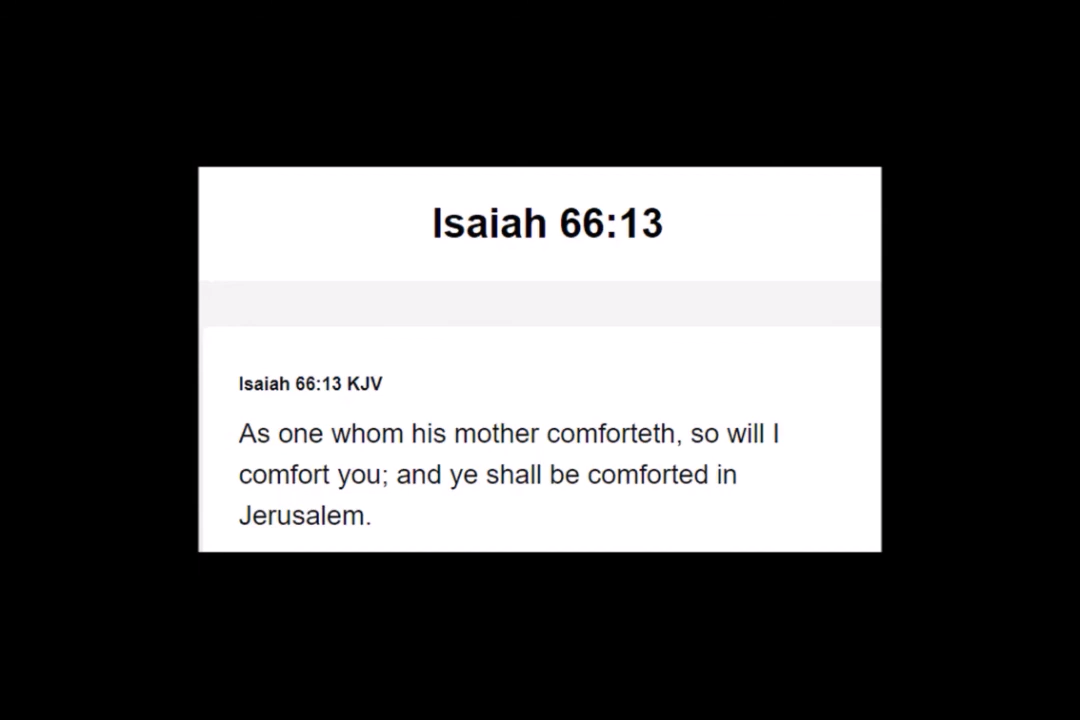 Isaiah 66:13
Isaiah 66:13 KJV
As one whom his mother comforteth, so will I
comfort you; and ye shall be comforted in
Jerusalem.